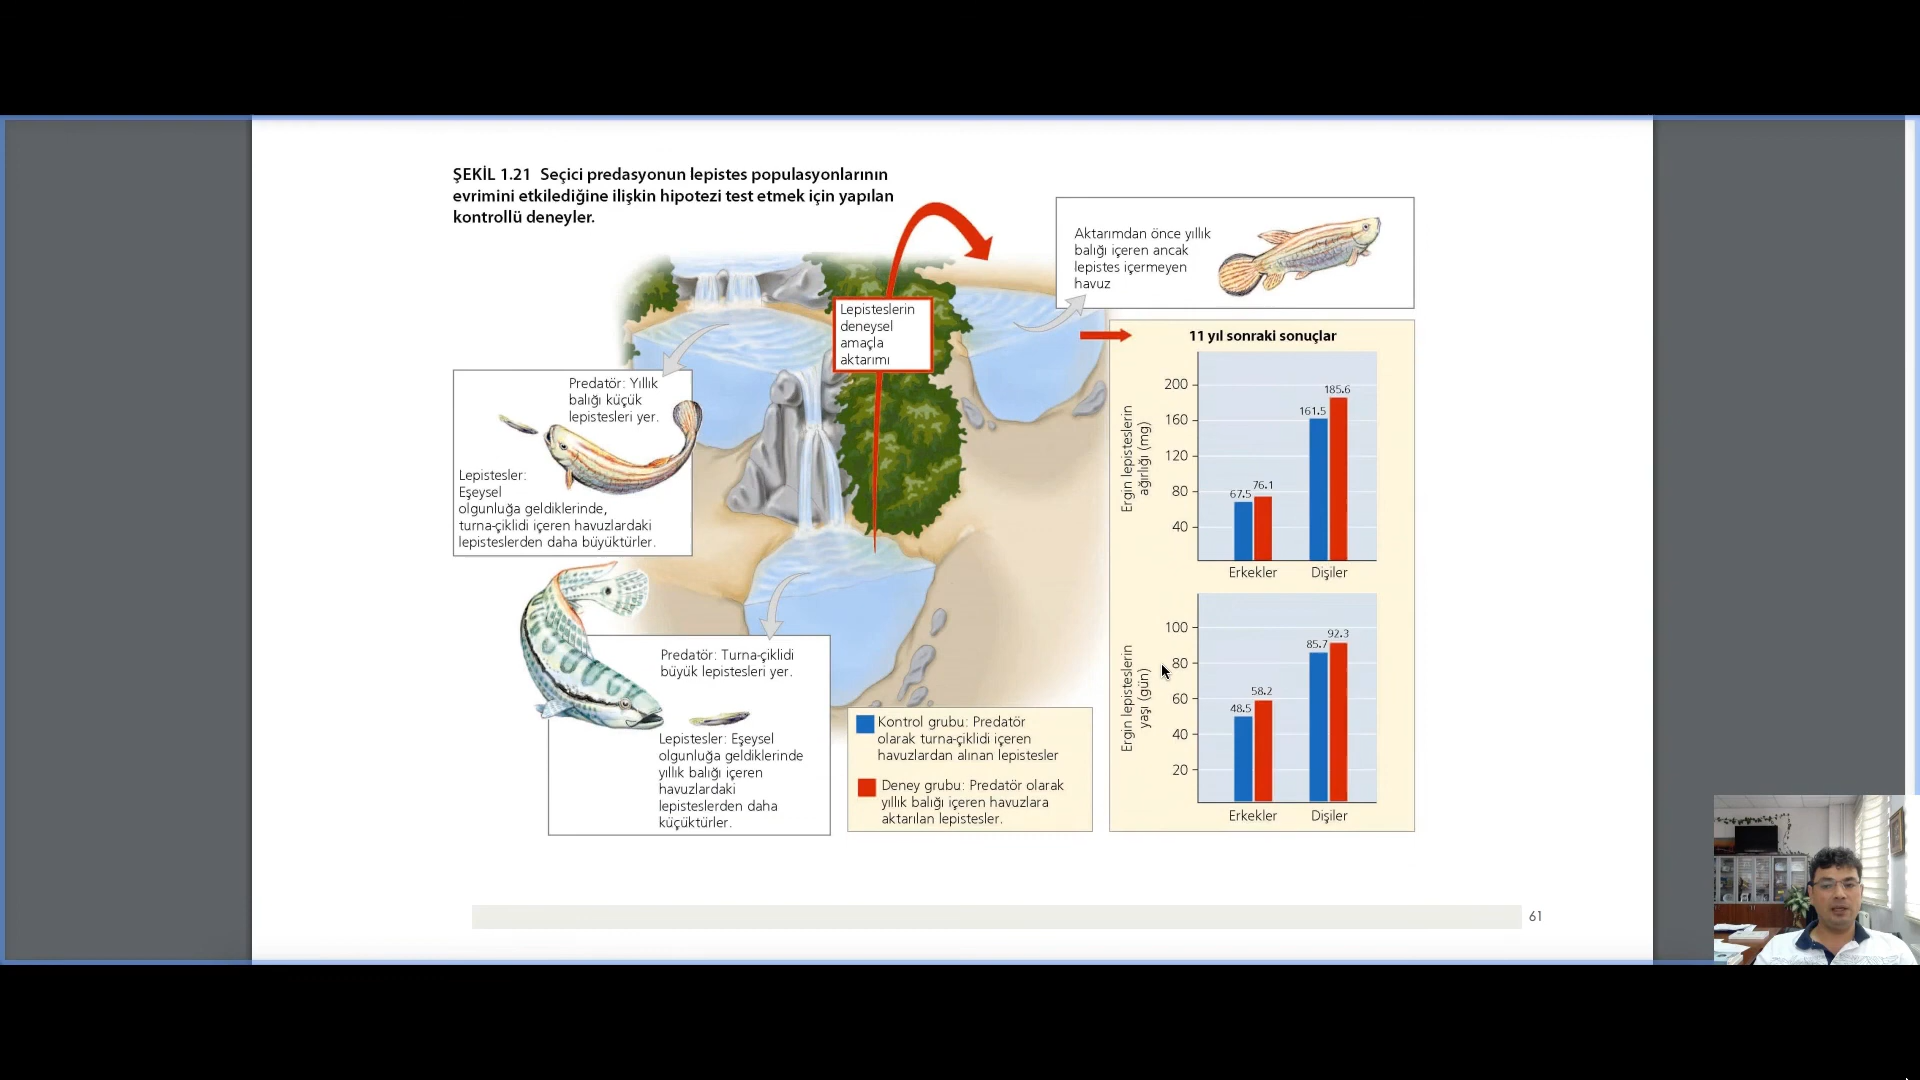 ŞEKİL 1.21 Seçici predasyonun lepistes populasyonlarının
evrimini etkilediğine ilişkin hipotezi test etmek için yapılan
kontrollü deneyler.
Aktarımdan önce yıllık
balığı içeren ancak
lepistes içermeyen
havuz
Lepisteslerin
deneysel
amaçla
aktarımı
Predatör: Yıllık
balığı küçük
lepistesleri yer.
Lepistesler:
Eşeysel
olgunluğa geldiklerinde,
turna-çiklidi içeren havuzlardaki
lepisteslerden daha büyüktürler.
Predatör: Turna-çiklidi
büyük lepistesleri yer.
Lepistesler: Eşeysel
olgunluğa geldiklerinde
yıllık balığı içeren
havuzlardaki
lepisteslerden daha
küçüktürler.
Kontrol grubu: Predatör
olarak turna-çiklidi içeren
havuzlardan alınan lepistesler
Deney grubu: Predatör olarak
yıllık balığı içeren havuzlara
aktarılan lepistesler.
11 yıl sonraki sonuçlar
Ergin lepisteslerin
ağırlığı (mg)
200
160
120
80
40
67.5
76.1
161.5
185.6
Erkekler
Dişiler
Ergin lepisteslerin
yaşı (gün)
100
80
60
40
20
48.5
58.2
85.7
92.3
Erkekler
Dişiler
61